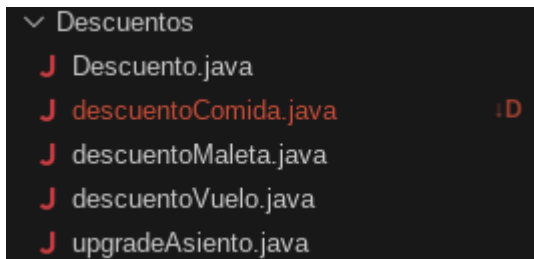 Descuentos
Descuento.java
descuentoComida.java ↓D
descuentoMaleta.java
descuentoVuelo.java
upgradeAsiento.java